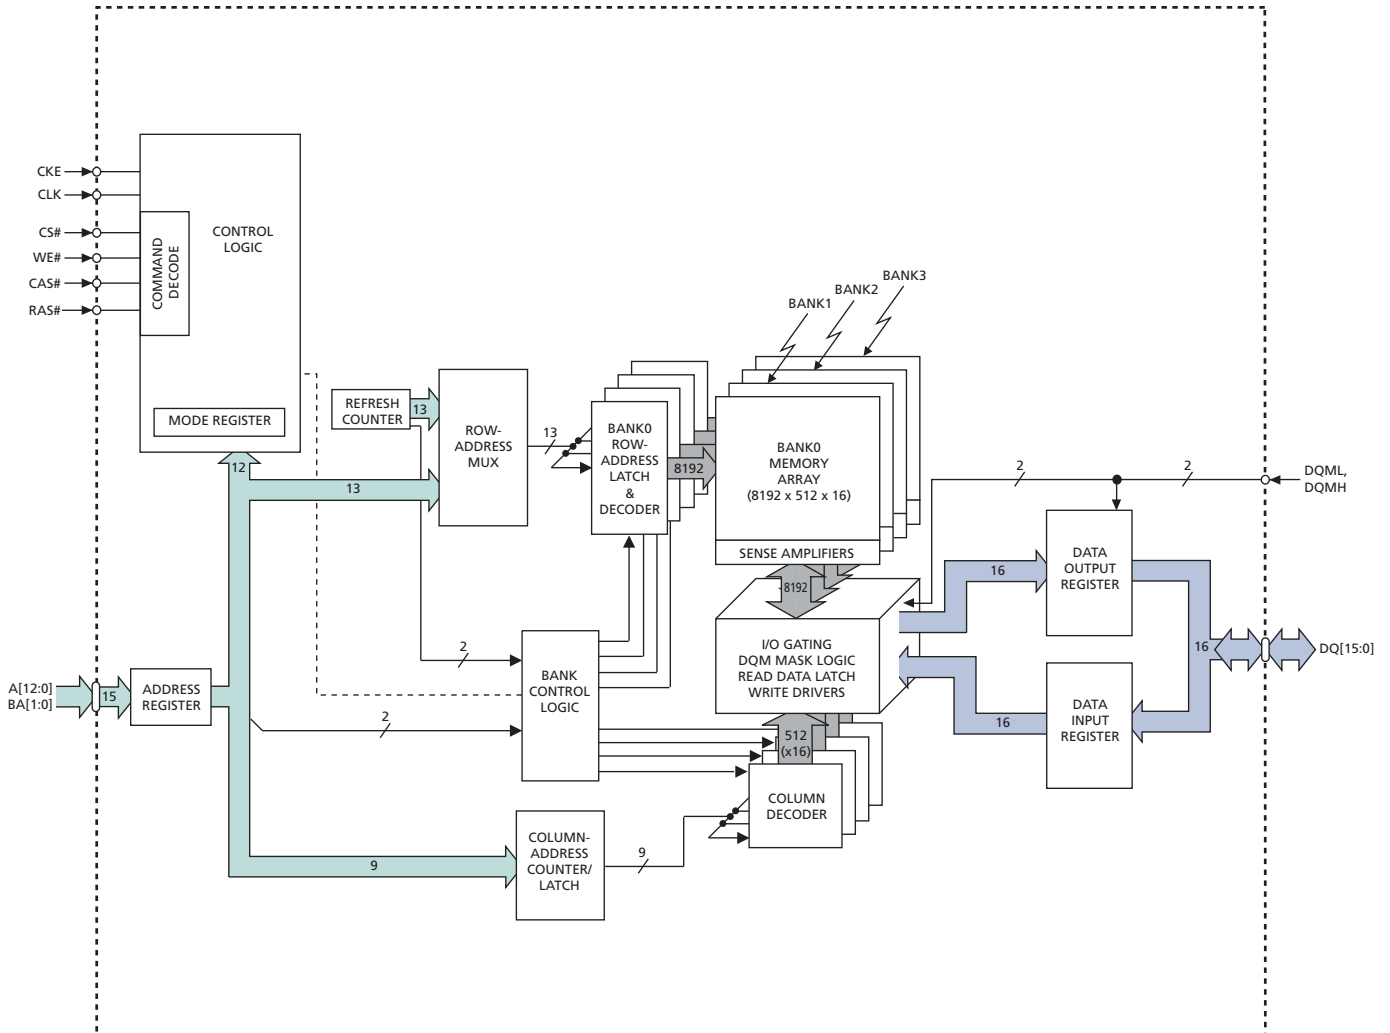 CKE
CLK
CS#
WE#
CAS#
RAS#
COMMAND
DECODE
CONTROL
LOGIC
MODE REGISTER
12
REFRESH
COUNTER
13
13
ROW-
ADDRESS
MUX
13
BANK0
ROW-
ADDRESS
LATCH
&
DECODER
8192
BANK1
BANK2
BANK3
BANK0
MEMORY
ARRAY
(8192 x 512 x 16)
SENSE AMPLIFIERS
8192
I/O GATING
DQM MASK LOGIC
READ DATA LATCH
WRITE DRIVERS
2
2
DQML,
DQMH
16
DATA
OUTPUT
REGISTER
16
DQ[15:0]
16
DATA
INPUT
REGISTER
A[12:0]
BA[1:0]
15
ADDRESS
REGISTER
2
2
BANK
CONTROL
LOGIC
512
(x16)
COLUMN
DECODER
9
COLUMN-
ADDRESS
COUNTER/
LATCH
9